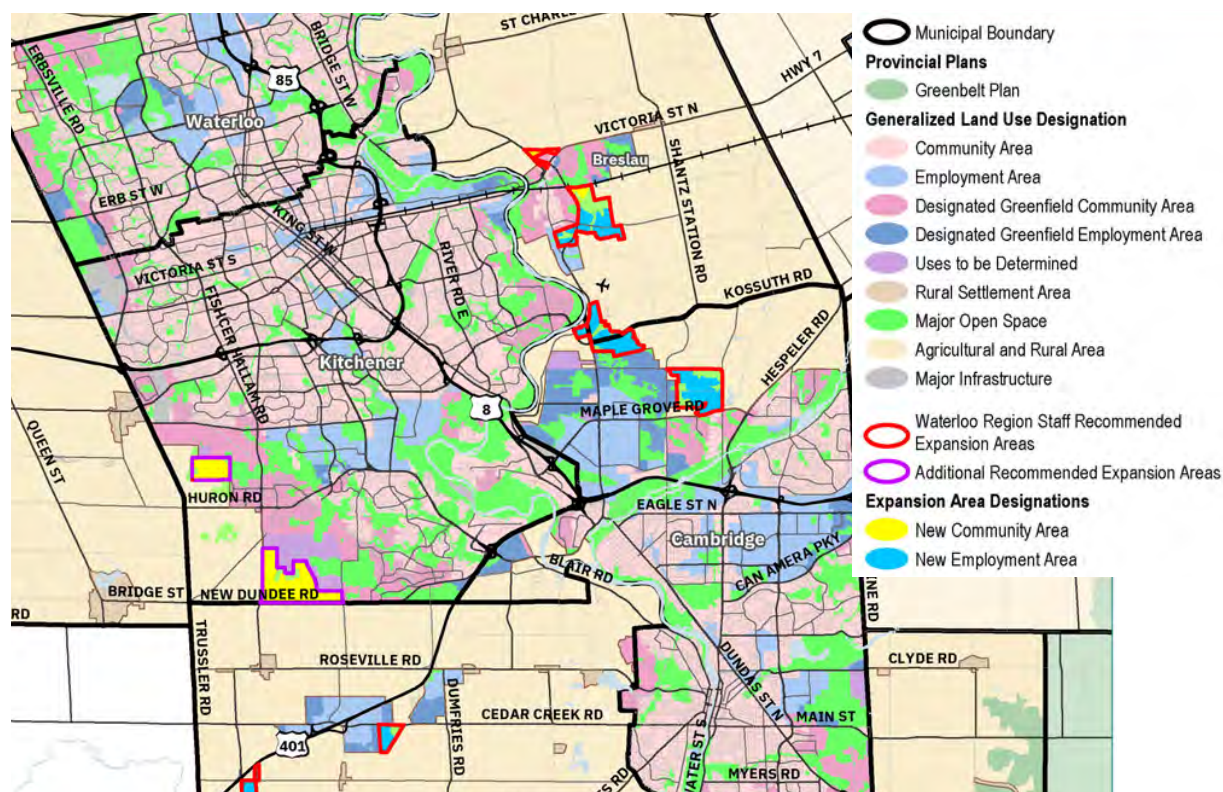 ST CHARLE
HWY 7
BRIDGE ST W
ERBSVILLE RD
85
Waterloo
VICTORIA ST N
Breslau
SHANTZ STATION RD
ERB ST W
KING ST W
RIVER RD E
VICTORIA ST S
KOSSUTH RD
FISHCER HALLAM RD
Kitchener
HESPELER RD
8
MAPLE GROVE RD
QUEEN ST
HURON RD
EAGLE ST N
Cambridge
CAN AMERA PKY
BLAIR RD
BRIDGE ST
NEW DUNDEE RD
RD
NE RD
TRUSSLER RD
ROSEVILLE RD
DUNDAS ST N
CLYDE RD
DUMFRIES RD
CEDAR CREEK RD
MAIN ST
401
WATER ST S
MYERS RD
S RD
Municipal Boundary
Provincial Plans
Greenbelt Plan
Generalized Land Use Designation
Community Area
Employment Area
Designated Greenfield Community Area
Designated Greenfield Employment Area
Uses to be Determined
Rural Settlement Area
Major Open Space
Agricultural and Rural Area
Major Infrastructure
Waterloo Region Staff Recommended
Expansion Areas
Additional Recommended Expansion Areas
Expansion Area Designations
New Community Area
New Employment Area